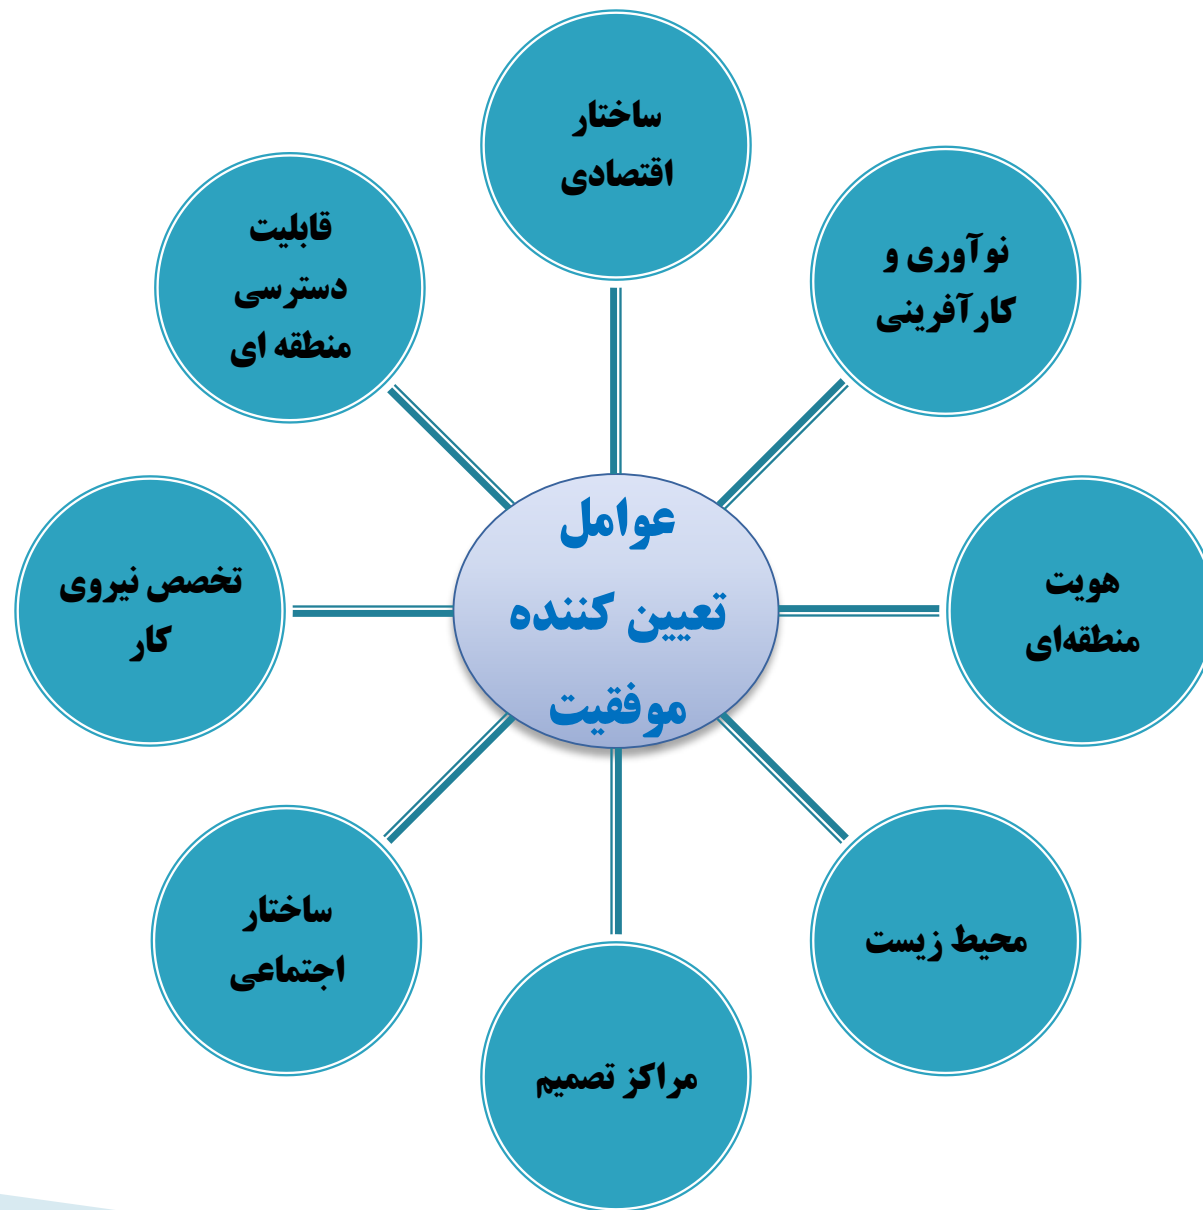 ساختار
اقتصادی
نوآوری و
کارآفرینی
هویت
منطقه‌ای
محیط زیست
مراکز تصمیم
ساختار
اجتماعی
تخصص نیروی
کار
قابلیت
دسترسی
منطقه ای
عوامل
تعیین کننده
موفقیت